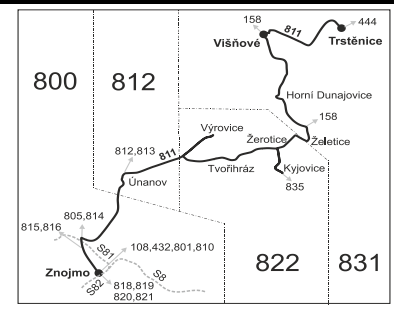 158
811
444
Višňové
Trstěnice
800
812
Horní Dunajovice
158
Výrovice
Žerotice
Želetice
812,813
811
Tvořihráz
Kyjovice
835
Únanov
805,814
815,816
S81
108,432,801,810
822
831
Znojmo
S8
S82
818,819
820,821